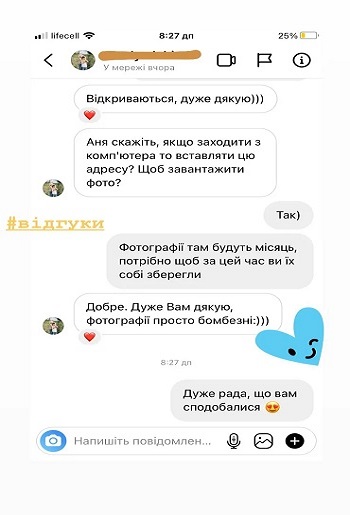 lifecell
8:27 дп
25%
У мережі вчора
Відкриваються, дуже дякую)))
Аня скажіть, якщо заходити з
комп'ютера то вставляти цю
адресу? Щоб завантажити
фото?
#відгуки
Так)
Фотографії там будуть місяць,
потрібно щоб за цей час ви їх
собі зберегли
Добре. Дуже Вам дякую,
фотографії просто бомбезні:)))
8:27 дп
Дуже рада, що вам
сподобалися 😍
Напишіть повідомлен...